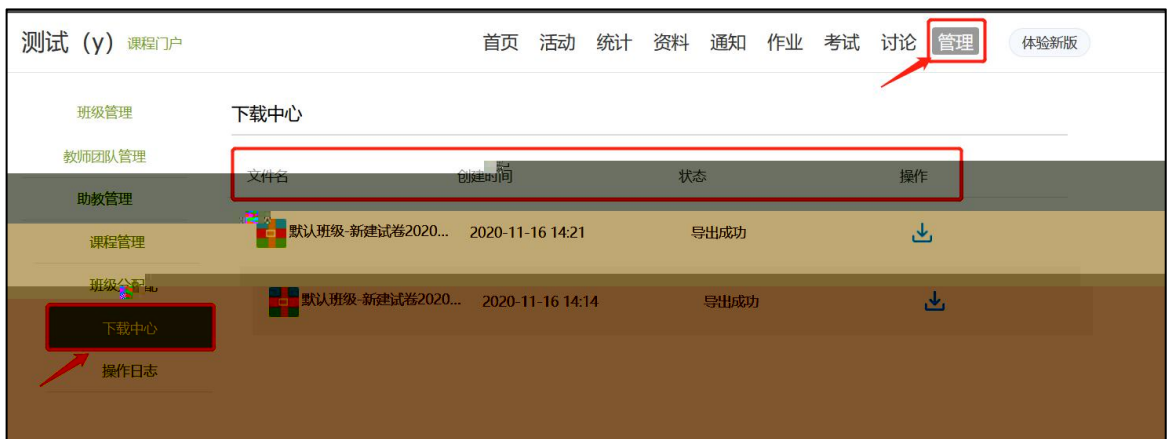 测试（y） 课程门户 首页 活动 统计 资料 通知 作业 考试 讨论 管理 体验新版
班级管理 下载中心
教师团队管理
文件名 创建时间 状态 操作
助教管理
课程管理 默认班级-新建试卷2020... 2020-11-16 14:21 导出成功
班级分配
默认班级-新建试卷2020... 2020-11-16 14:14 导出成功
下载中心
操作日志